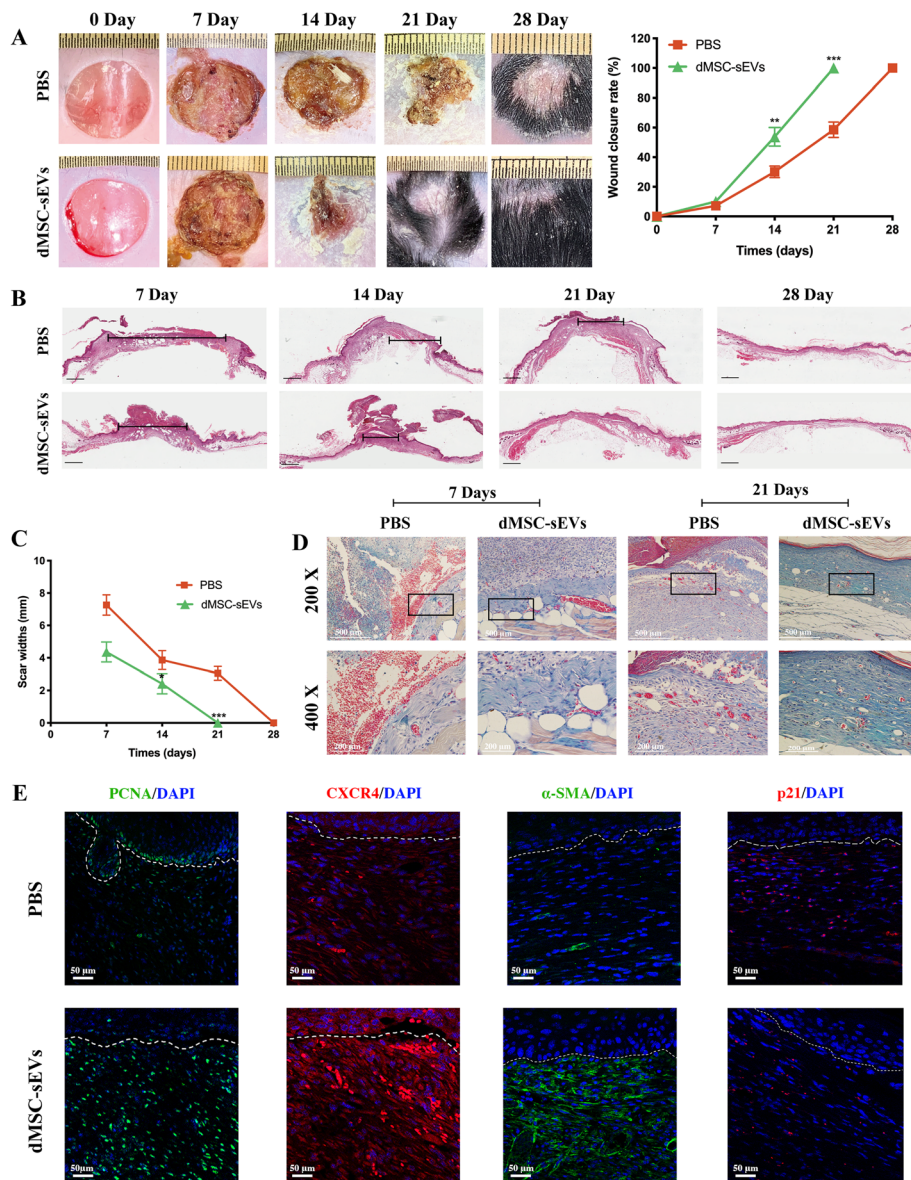 A
0 Day
7 Day
14 Day
21 Day
28 Day
PBS
dMSC-sEVs
Wound closure rate (%)
100
80
60
40
20
0
0
7
14
21
28
Times (days)
PBS
dMSC-sEVs
**
***
B
7 Day
14 Day
21 Day
28 Day
PBS
dMSC-sEVs
C
Scar widths (mm)
10
8
6
4
2
0
0
7
14
21
28
Times (days)
PBS
dMSC-sEVs
*
***
D
7 Days
21 Days
PBS
dMSC-sEVs
PBS
dMSC-sEVs
200 X
500 μm
500 μm
500 μm
500 μm
400 X
200 μm
200 μm
200 μm
200 μm
E
PCNA/DAPI
CXCR4/DAPI
α-SMA/DAPI
p21/DAPI
PBS
50 μm
50 μm
50 μm
50 μm
dMSC-sEVs
50μm
50 μm
50 μm
50 μm